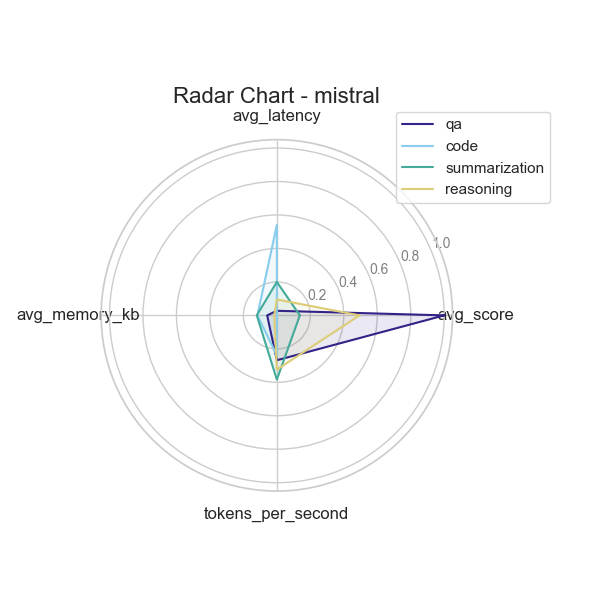 Radar Chart - mistral
avg_latency
qa
code
summarization
reasoning
1.0
0.8
0.6
0.4
0.2
avg_memory_kb
avg_score
tokens_per_second